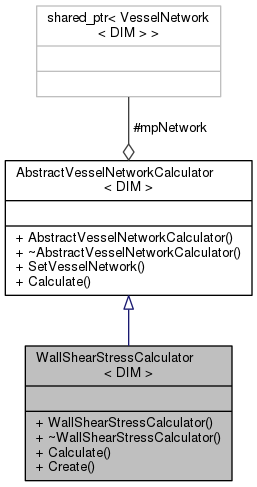 shared_ptr< VesselNetwork
< DIM > >
#mpNetwork
AbstractVesselNetworkCalculator
< DIM >
+ AbstractVesselNetworkCalculator()
+ ~AbstractVesselNetworkCalculator()
+ SetVesselNetwork()
+ Calculate()
WallShearStressCalculator
< DIM >
+ WallShearStressCalculator()
+ ~WallShearStressCalculator()
+ Calculate()
+ Create()